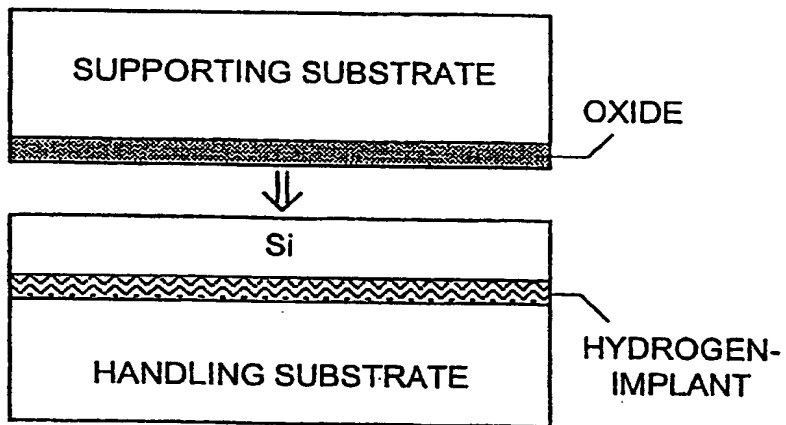 SUPPORTING SUBSTRATE
OXIDE
Si
HYDROGEN-
IMPLANT
HANDLING SUBSTRATE